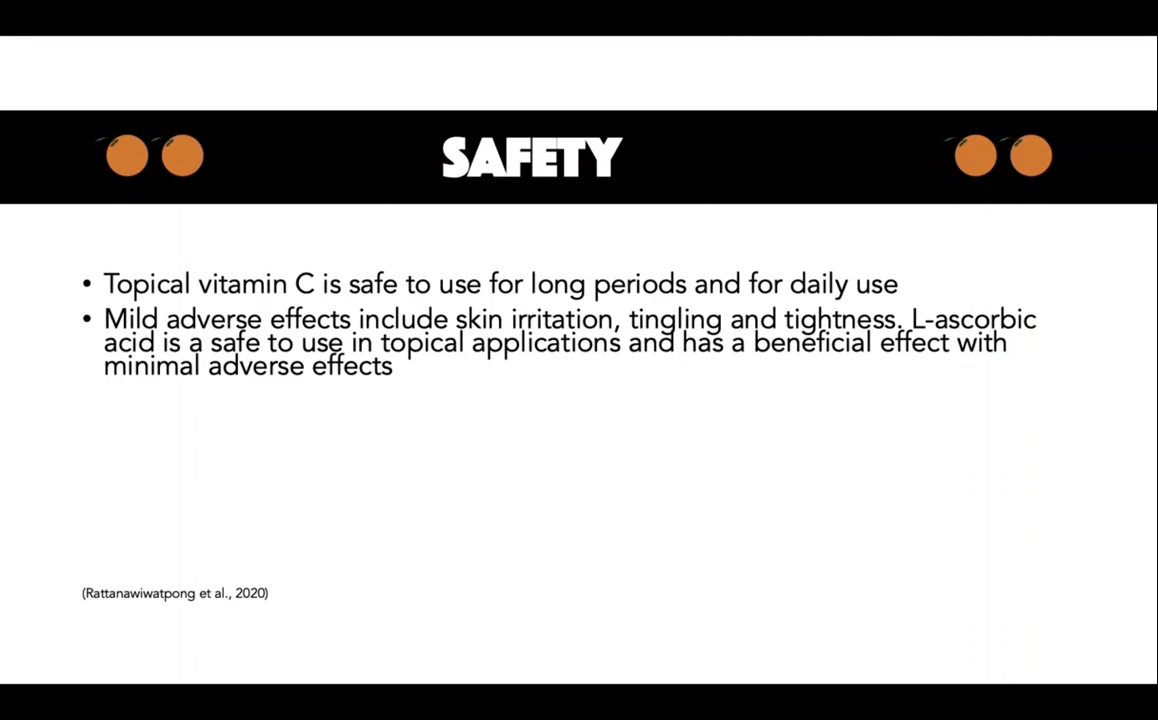 SAFETY
• Topical vitamin C is safe to use for long periods and for daily use
• Mild adverse effects include skin irritation, tingling and tightness. L-ascorbic
acid is a safe to use in topical applications and has a beneficial effect with
minimal adverse effects
(Rattanawiwatpong et al., 2020)